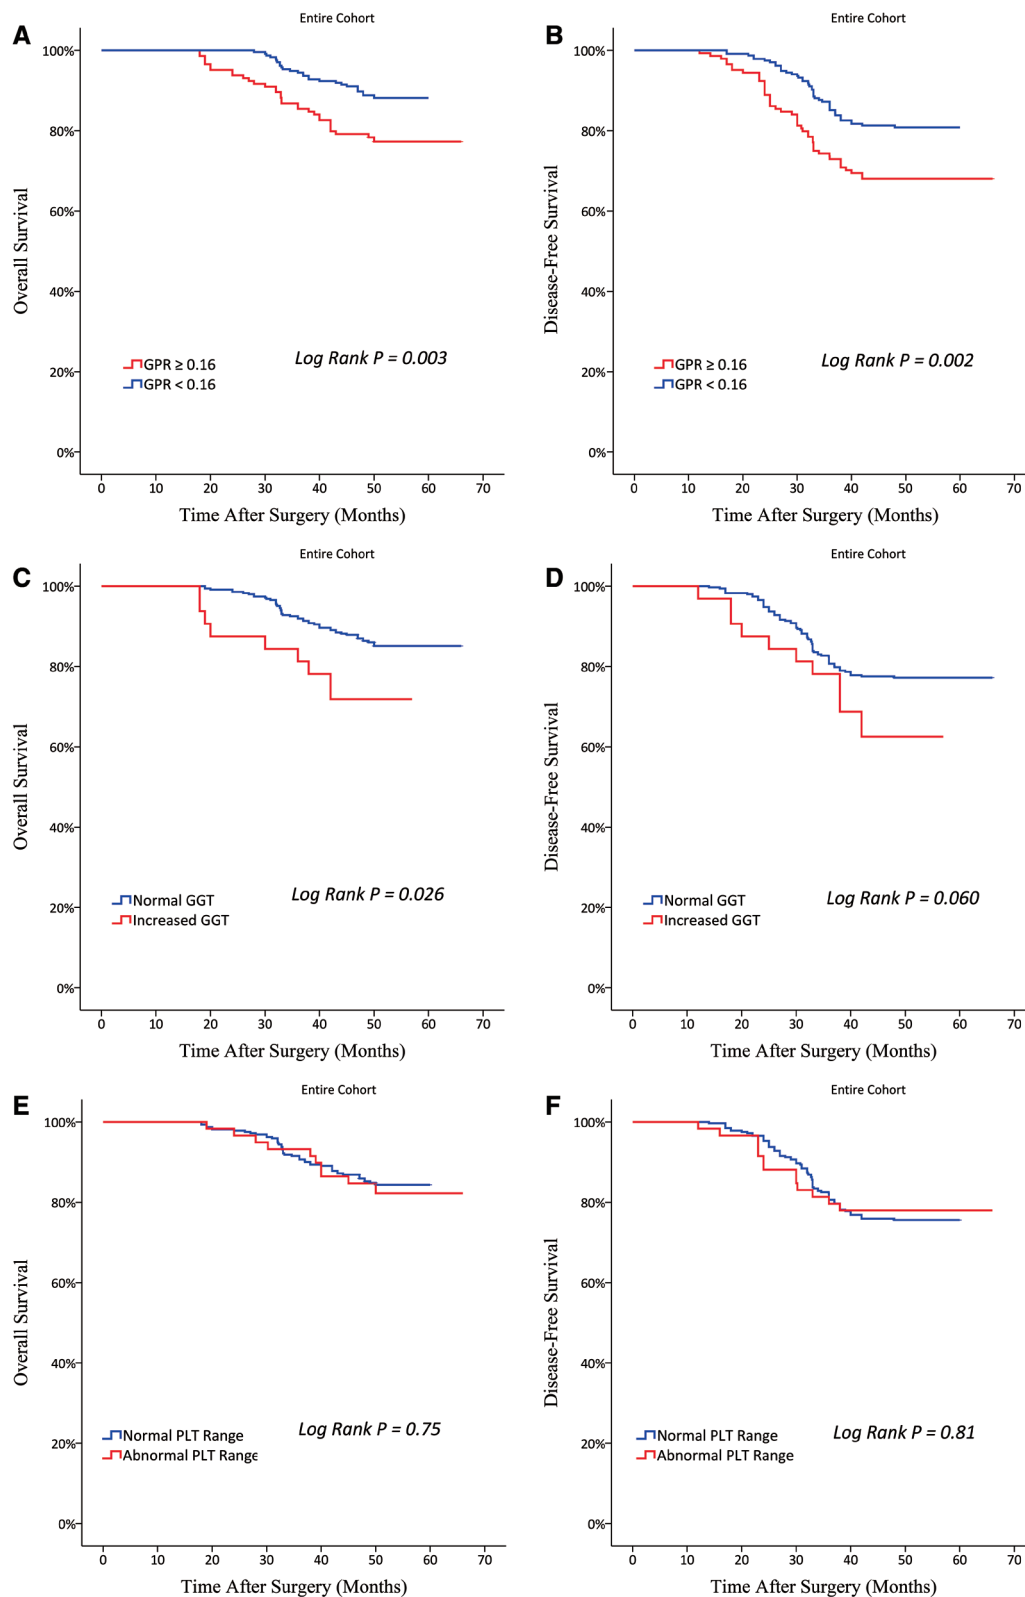 Entire Cohort
A
100%
80%
60%
40%
20%
0%
Overall Survival
GPR ≥ 0.16
GPR < 0.16
Log Rank P = 0.003
0 10 20 30 40 50 60 70
Time After Surgery (Months)
Entire Cohort
B
100%
80%
60%
40%
20%
0%
Disease-Free Survival
GPR ≥ 0.16
GPR < 0.16
Log Rank P = 0.002
0 10 20 30 40 50 60 70
Time After Surgery (Months)
Entire Cohort
C
100%
80%
60%
40%
20%
0%
Overall Survival
Normal GGT
Increased GGT
Log Rank P = 0.026
0 10 20 30 40 50 60 70
Time After Surgery (Months)
Entire Cohort
D
100%
80%
60%
40%
20%
0%
Disease-Free Survival
Normal GGT
Increased GGT
Log Rank P = 0.060
0 10 20 30 40 50 60 70
Time After Surgery (Months)
Entire Cohort
E
100%
80%
60%
40%
20%
0%
Overall Survival
Normal PLT Range
Abnormal PLT Range
Log Rank P = 0.75
0 10 20 30 40 50 60 70
Time After Surgery (Months)
Entire Cohort
F
100%
80%
60%
40%
20%
0%
Disease-Free Survival
Normal PLT Range
Abnormal PLT Range
Log Rank P = 0.81
0 10 20 30 40 50 60 70
Time After Surgery (Months)